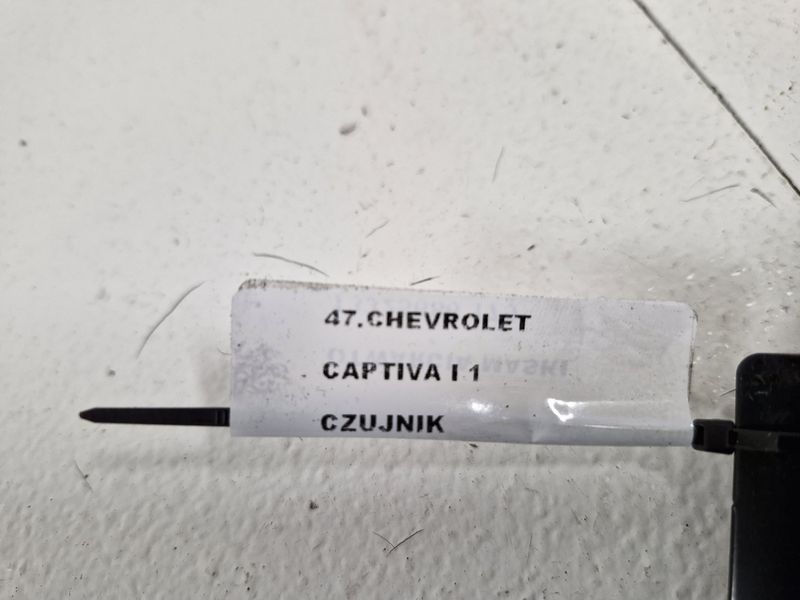 47.CHEVROLET
CAPTIVA I 1
CZUJNIK